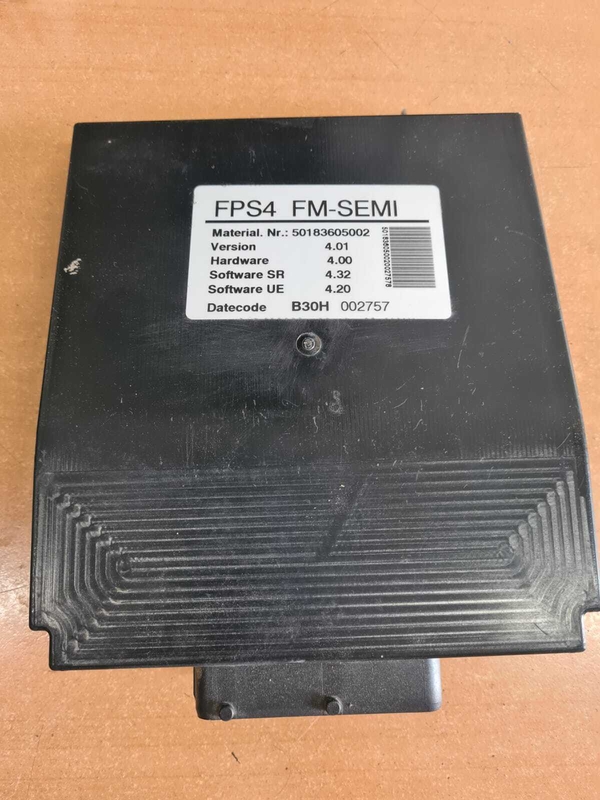 FPS4 FM-SEMI
Material. Nr.: 50183605002
Version 4.01
Hardware 4.00
Software SR 4.32
Software UE 4.20
Datecode B30H 002757